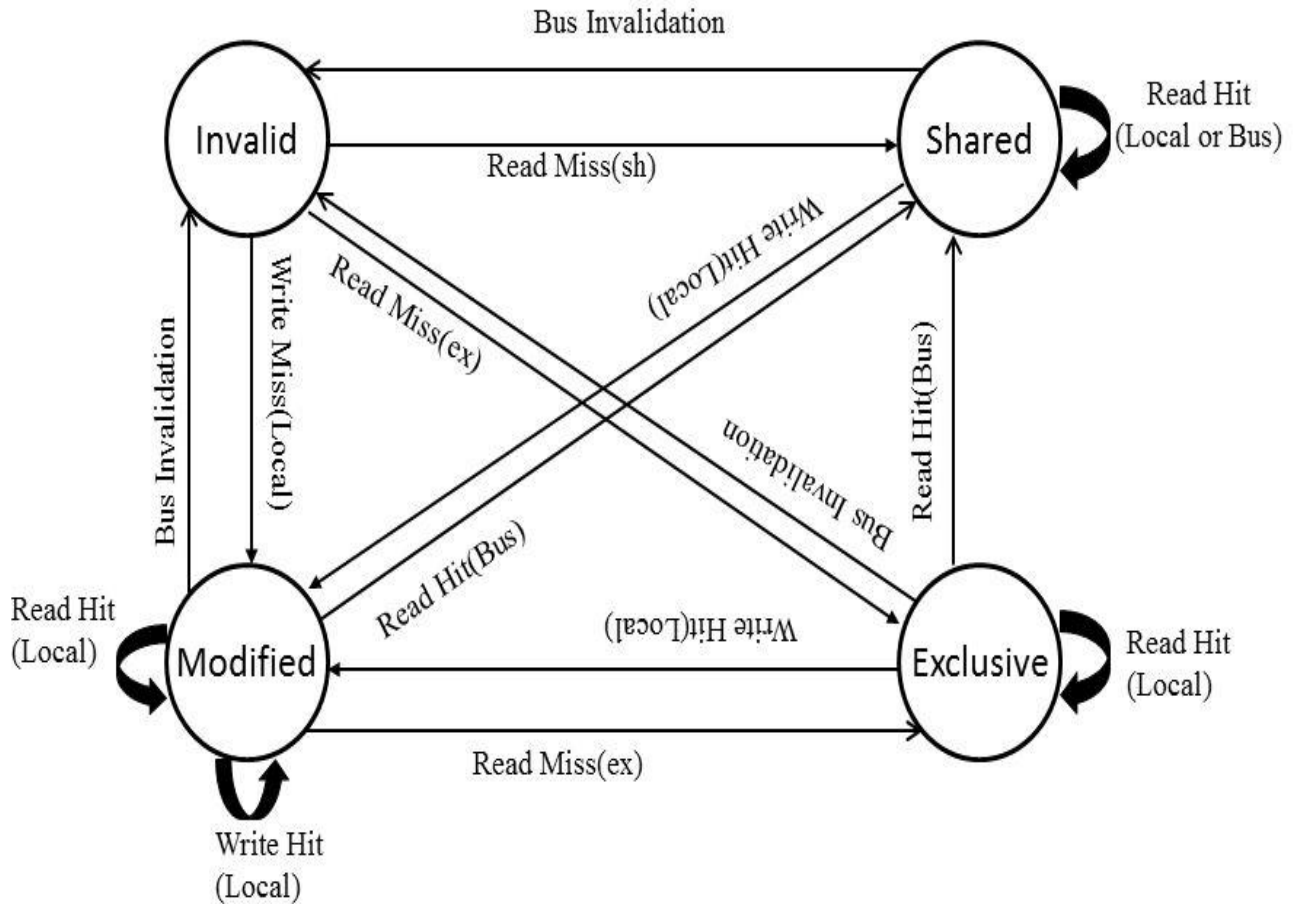 Bus Invalidation
Invalid
Shared
Read Hit
(Local or Bus)
Read Miss(sh)
Write Hit(Local)
Read Miss(ex)
Write Miss(Local)
Bus Invalidation
Bus Invalidation
Read Hit(Bus)
Read Hit(Bus)
Write Hit(Local)
Read Hit
(Local)
Modified
Exclusive
Read Hit
(Local)
Read Miss(ex)
Write Hit
(Local)